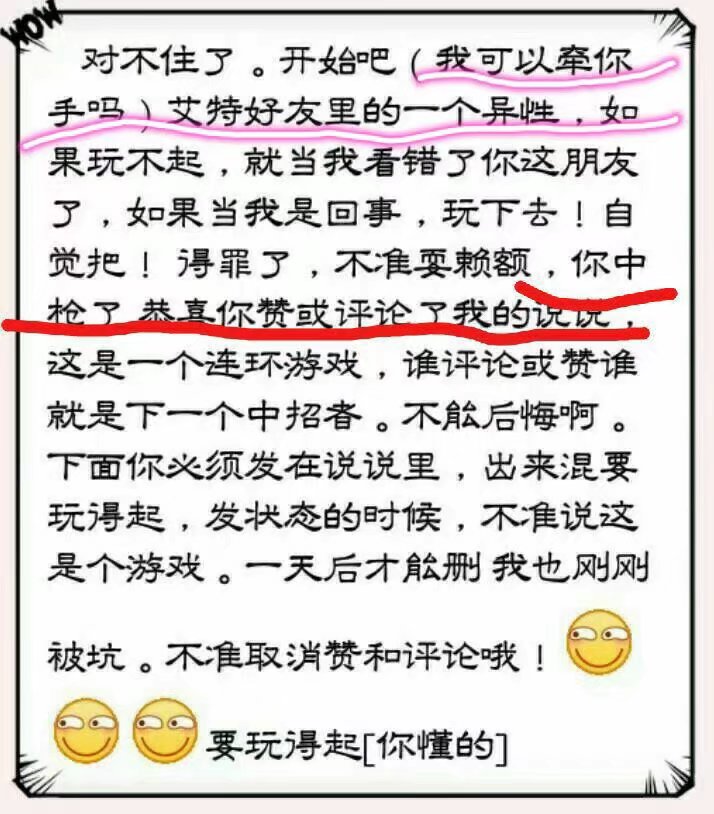 WOW
对不住了。开始吧（我可以牵你
手吗）艾特好友里的一个异性，如
果玩不起，就当我看错了你这朋友
了，如果当我是回事，玩下去！自
觉把！得罪了，不准耍赖额，你中
枪了 恭喜你赞或评论了我的说说，
这是一个连环游戏，谁评论或赞谁
就是下一个中招者。不能后悔啊。
下面你必须发在说说里，出来混要
玩得起，发状态的时候，不准说这
是个游戏。一天后才能删 我也刚刚
被坑。不准取消赞和评论哦！
要玩得起[你懂的]